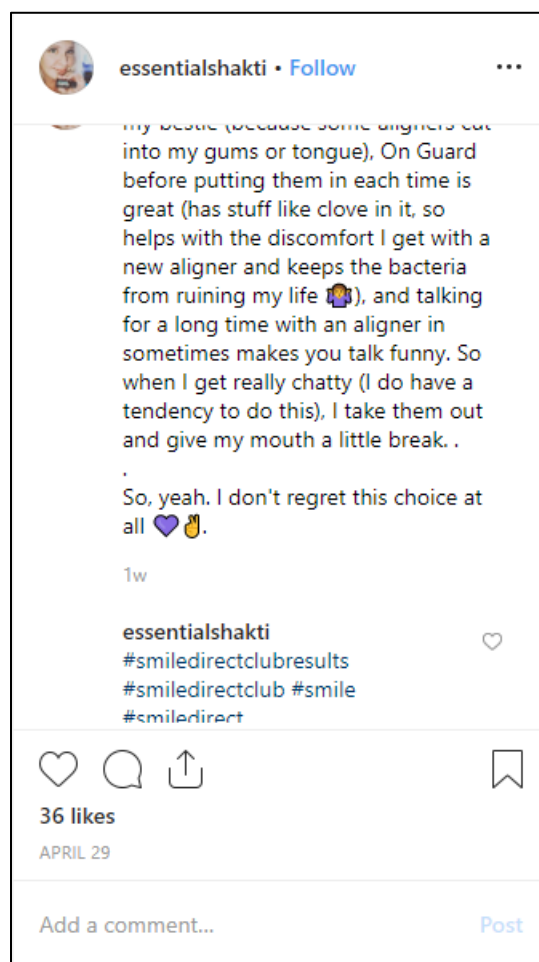 essentialshakti • Follow
my bestie (because some aligners cut
into my gums or tongue), On Guard
before putting them in each time is
great (has stuff like clove in it, so
helps with the discomfort I get with a
new aligner and keeps the bacteria
from ruining my life 🤷‍♀️), and talking
for a long time with an aligner in
sometimes makes you talk funny. So
when I get really chatty (I do have a
tendency to do this), I take them out
and give my mouth a little break. .
.
So, yeah. I don't regret this choice at
all 💜✌️.
1w
essentialshakti
#smiledirectclubresults
#smiledirectclub #smile
#smiledirect
36 likes
APRIL 29
Add a comment...
Post